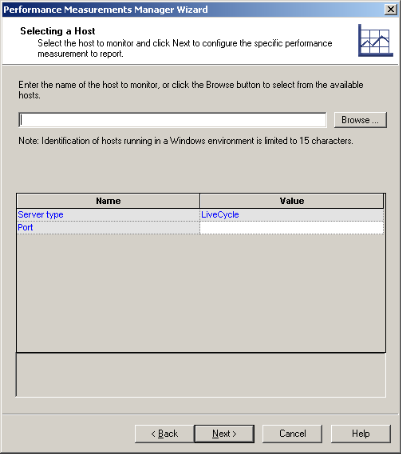 Performance Measurements Manager Wizard
Selecting a Host
Select the host to monitor and click Next to configure the specific performance
measurement to report.
Enter the name of the host to monitor, or click the Browse button to select from the available
hosts.
Browse ...
Note: Identification of hosts running in a Windows environment is limited to 15 characters.
Name Value
Server type LiveCycle
Port
< Back Next > Cancel Help